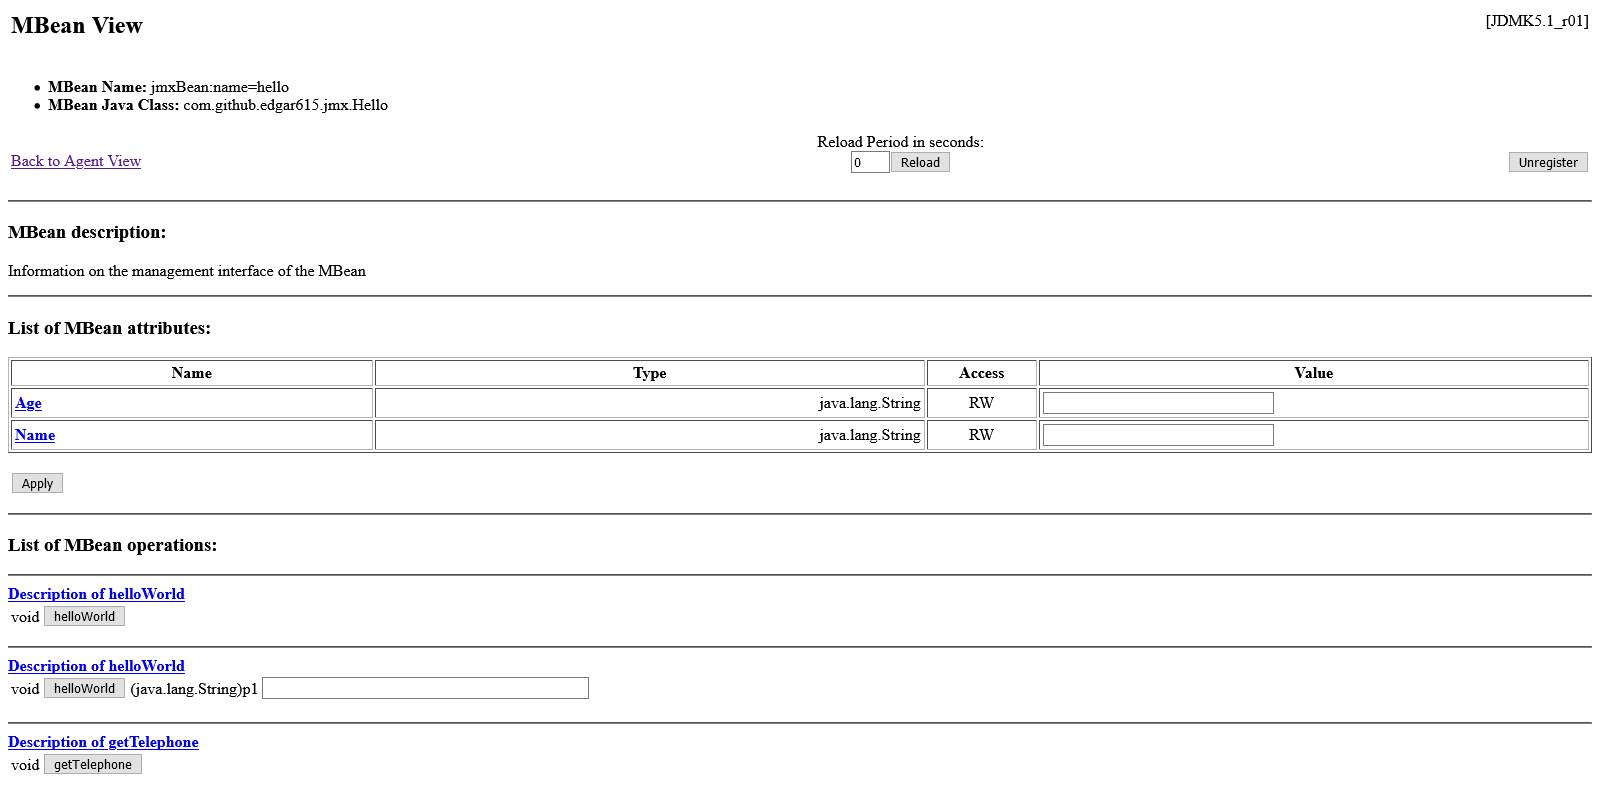 MBean View
[JDMK5.1_r01]
• MBean Name: jmxBean:name=hello
• MBean Java Class: com.github.edgar615.jmx.Hello
Reload Period in seconds:
Back to Agent View
0 Reload
Unregister
MBean description:
Information on the management interface of the MBean
List of MBean attributes:
Name Type Access Value
Age java.lang.String RW
Name java.lang.String RW
Apply
List of MBean operations:
Description of helloWorld
void helloWorld
Description of helloWorld
void helloWorld (java.lang.String)p1
Description of getTelephone
void getTelephone